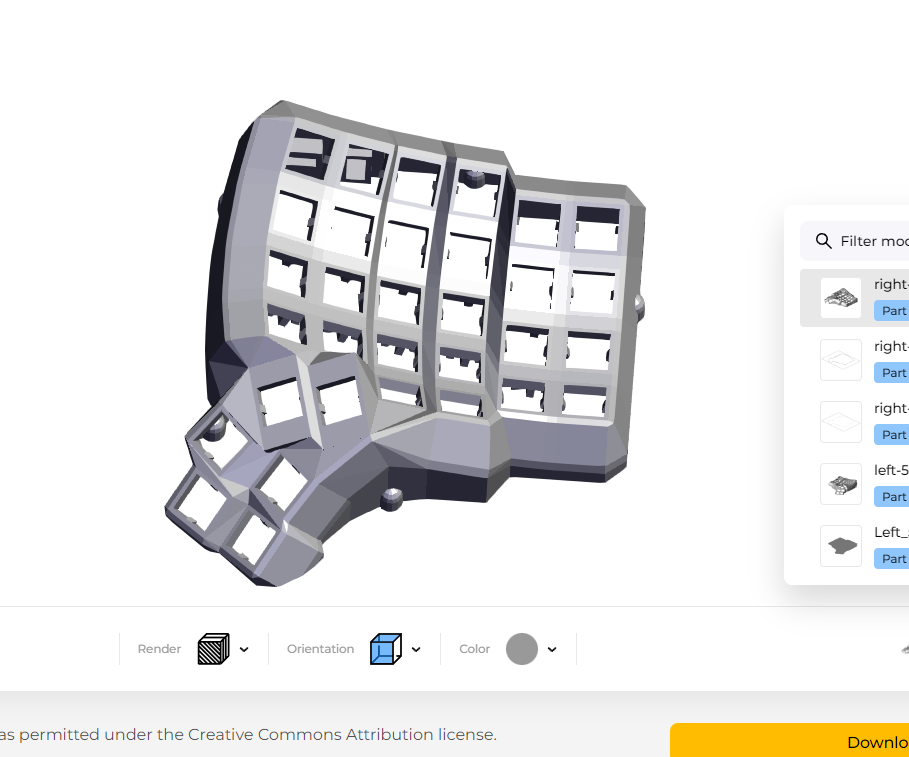 Filter mod
right-
Part
right-
Part
right-
Part
left-5
Part
Left_
Part
Render
Orientation
Color
as permitted under the Creative Commons Attribution license.
Downlo